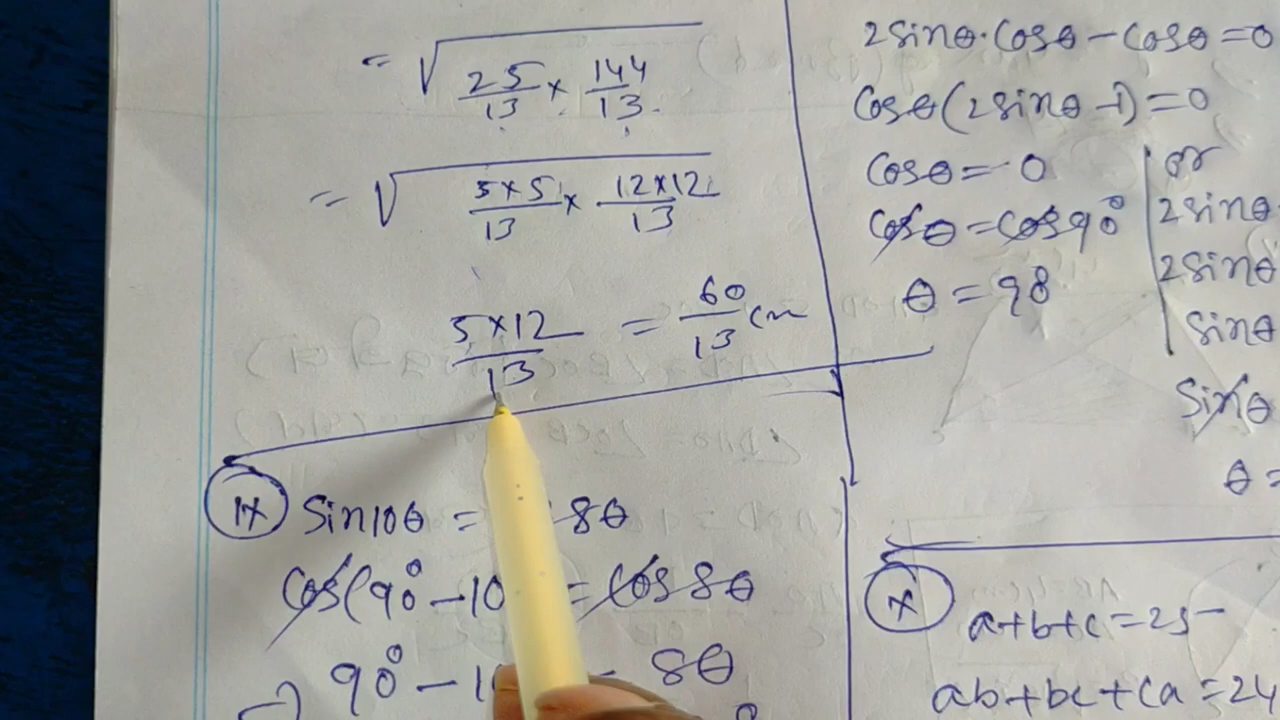 = √(25/13 × 144/13)
= √(5×5/13 × 12×12/13)
5×12/13 = 60/13 cm
17 Sin10θ = 8θ
Cos(90° - 10 = Cos8θ
90° - 1 8θ
2sinθ·Cosθ - Cosθ = 0
Cosθ(2sinθ - 1) = 0
Cosθ = 0
Cosθ = Cos90°
θ = 90°
or
2sinθ
2sinθ
sinθ
Sinθ
θ =
a+b+c = 25
ab+bc+ca = 24